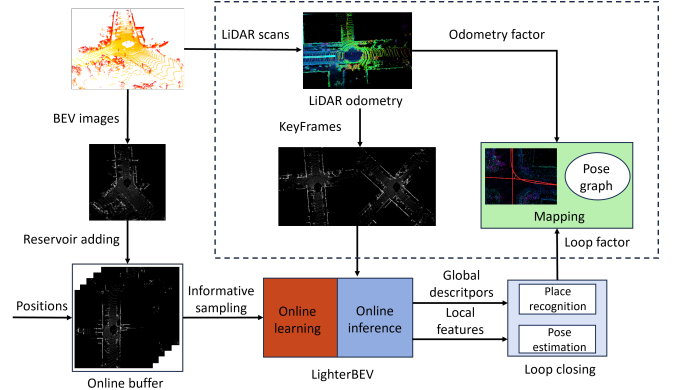 LiDAR scans
Odometry factor
LiDAR odometry
BEV images
KeyFrames
Pose
graph
Mapping
Reservoir adding
Loop factor
Positions
Informative
sampling
Online
learning
Online
inference
Global
descritpors
Local
features
Place
recognition
Pose
estimation
Online buffer
LighterBEV
Loop closing